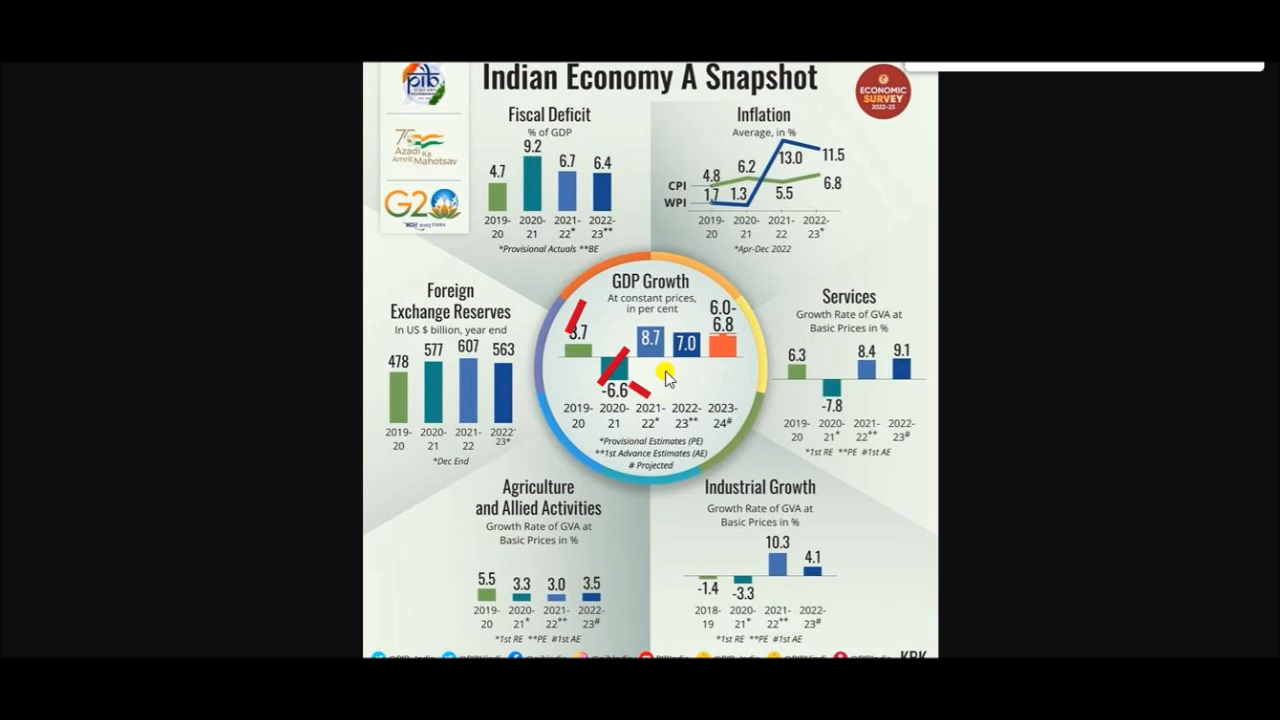 pib
Indian Economy A Snapshot
ECONOMIC
SURVEY
2022-23
75
Azadi Ka
Amrit Mahotsav
G20
Fiscal Deficit
% of GDP
4.7 9.2 6.7 6.4
2019-20 2020-21 2021-22* 2022-23**
*Provisional Actuals **BE
Inflation
Average, in %
CPI 4.8 6.2 5.5 6.8
WPI 1.7 1.3 13.0 11.5
2019-20 2020-21 2021-22 2022-23*
*Apr-Dec 2022
Foreign
Exchange Reserves
In US $ billion, year end
478 577 607 563
2019-20 2020-21 2021-22 2022-23*
*Dec End
GDP Growth
At constant prices,
in per cent
3.7 -6.6 8.7 7.0 6.0-6.8
2019-20 2020-21 2021-22* 2022-23** 2023-24#
*Provisional Estimates (PE)
**1st Advance Estimates (AE)
# Projected
Services
Growth Rate of GVA at
Basic Prices in %
6.3 -7.8 8.4 9.1
2019-20 2020-21* 2021-22** 2022-23#
*1st RE **PE #1st AE
Agriculture
and Allied Activities
Growth Rate of GVA at
Basic Prices in %
5.5 3.3 3.0 3.5
2019-20 2020-21* 2021-22** 2022-23#
*1st RE **PE #1st AE
Industrial Growth
Growth Rate of GVA at
Basic Prices in %
-1.4 -3.3 10.3 4.1
2018-19 2020-21* 2021-22** 2022-23#
*1st RE **PE #1st AE
KBK